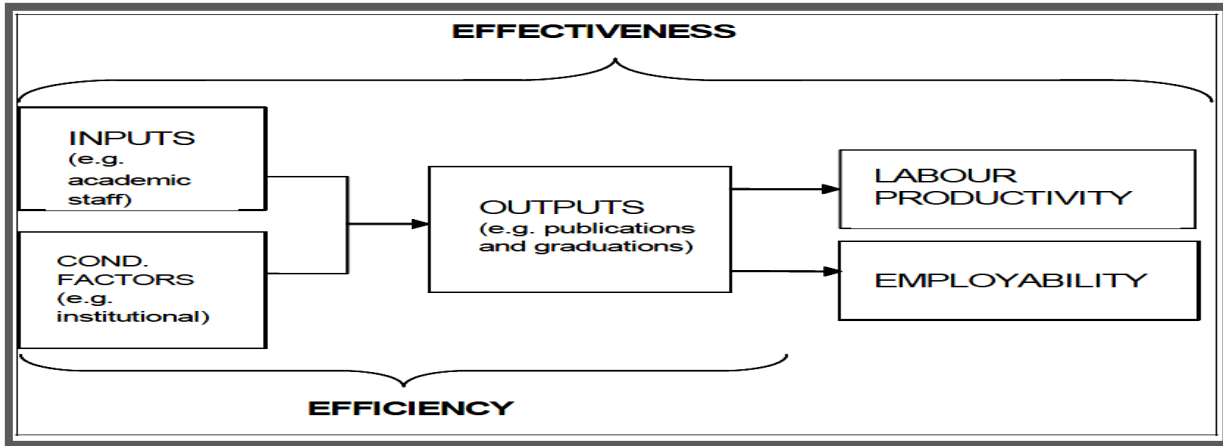 EFFECTIVENESS
INPUTS
(e.g.
academic
staff)
COND.
FACTORS
(e.g.
institutional)
OUTPUTS
(e.g. publications
and graduations)
LABOUR
PRODUCTIVITY
EMPLOYABILITY
EFFICIENCY